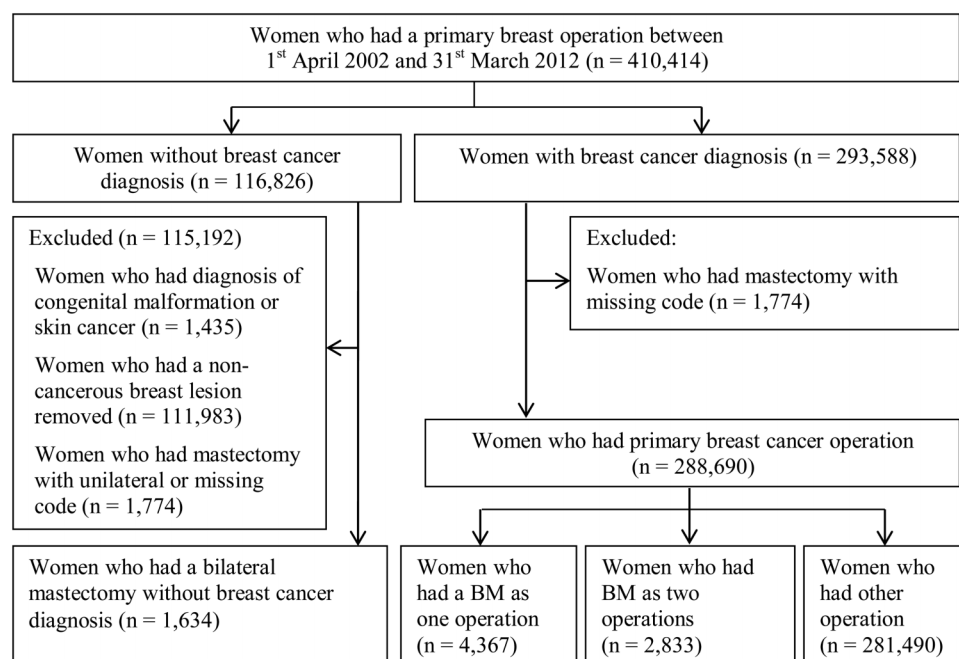 Women who had a primary breast operation between
1st April 2002 and 31st March 2012 (n = 410,414)
Women without breast cancer
diagnosis (n = 116,826)
Women with breast cancer diagnosis (n = 293,588)
Excluded (n = 115,192)
Women who had diagnosis of
congenital malformation or
skin cancer (n = 1,435)
Women who had a non-
cancerous breast lesion
removed (n = 111,983)
Women who had mastectomy
with unilateral or missing
code (n = 1,774)
Excluded:
Women who had mastectomy with
missing code (n = 1,774)
Women who had primary breast cancer operation
(n = 288,690)
Women who had a bilateral
mastectomy without breast cancer
diagnosis (n = 1,634)
Women who
had a BM as
one operation
(n = 4,367)
Women who had
BM as two
operations
(n = 2,833)
Women who
had other
operation
(n = 281,490)